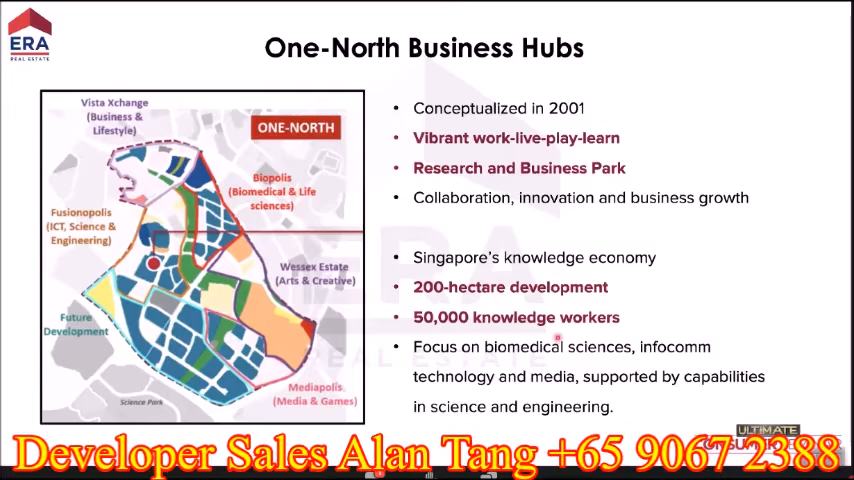 ERA
REAL ESTATE
One-North Business Hubs
Vista Xchange
(Business &
Lifestyle)
ONE-NORTH
Biopolis
(Biomedical & Life
sciences)
Fusionopolis
(ICT, Science &
Engineering)
Wessex Estate
(Arts & Creative)
Future
Development
Mediapolis
(Media & Games)
Science Park
• Conceptualized in 2001
• Vibrant work-live-play-learn
• Research and Business Park
• Collaboration, innovation and business growth
• Singapore's knowledge economy
• 200-hectare development
• 50,000 knowledge workers
• Focus on biomedical sciences, infocomm
technology and media, supported by capabilities
in science and engineering.
ERA
REAL ESTATE
ULTIMATE
Developer Sales Alan Tang +65 9067 2388